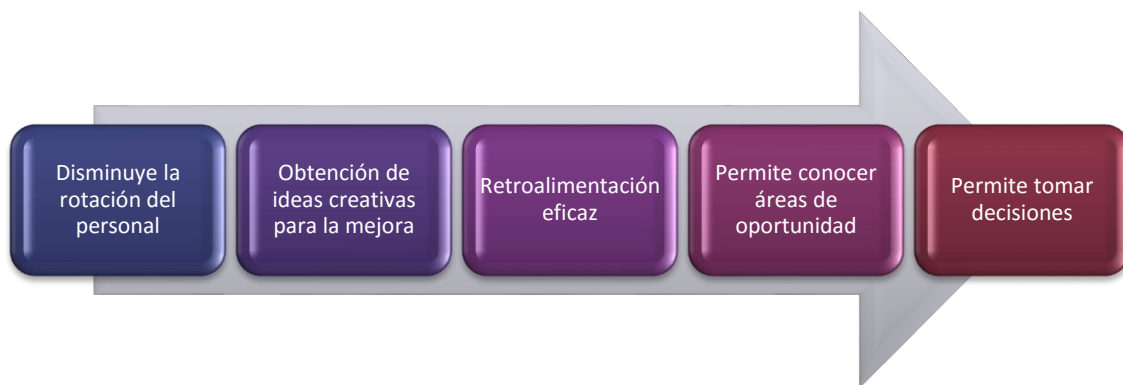 Disminuye la
rotación del
personal
Obtención de
ideas creativas
para la mejora
Retroalimentación
eficaz
Permite conocer
áreas de
oportunidad
Permite tomar
decisiones